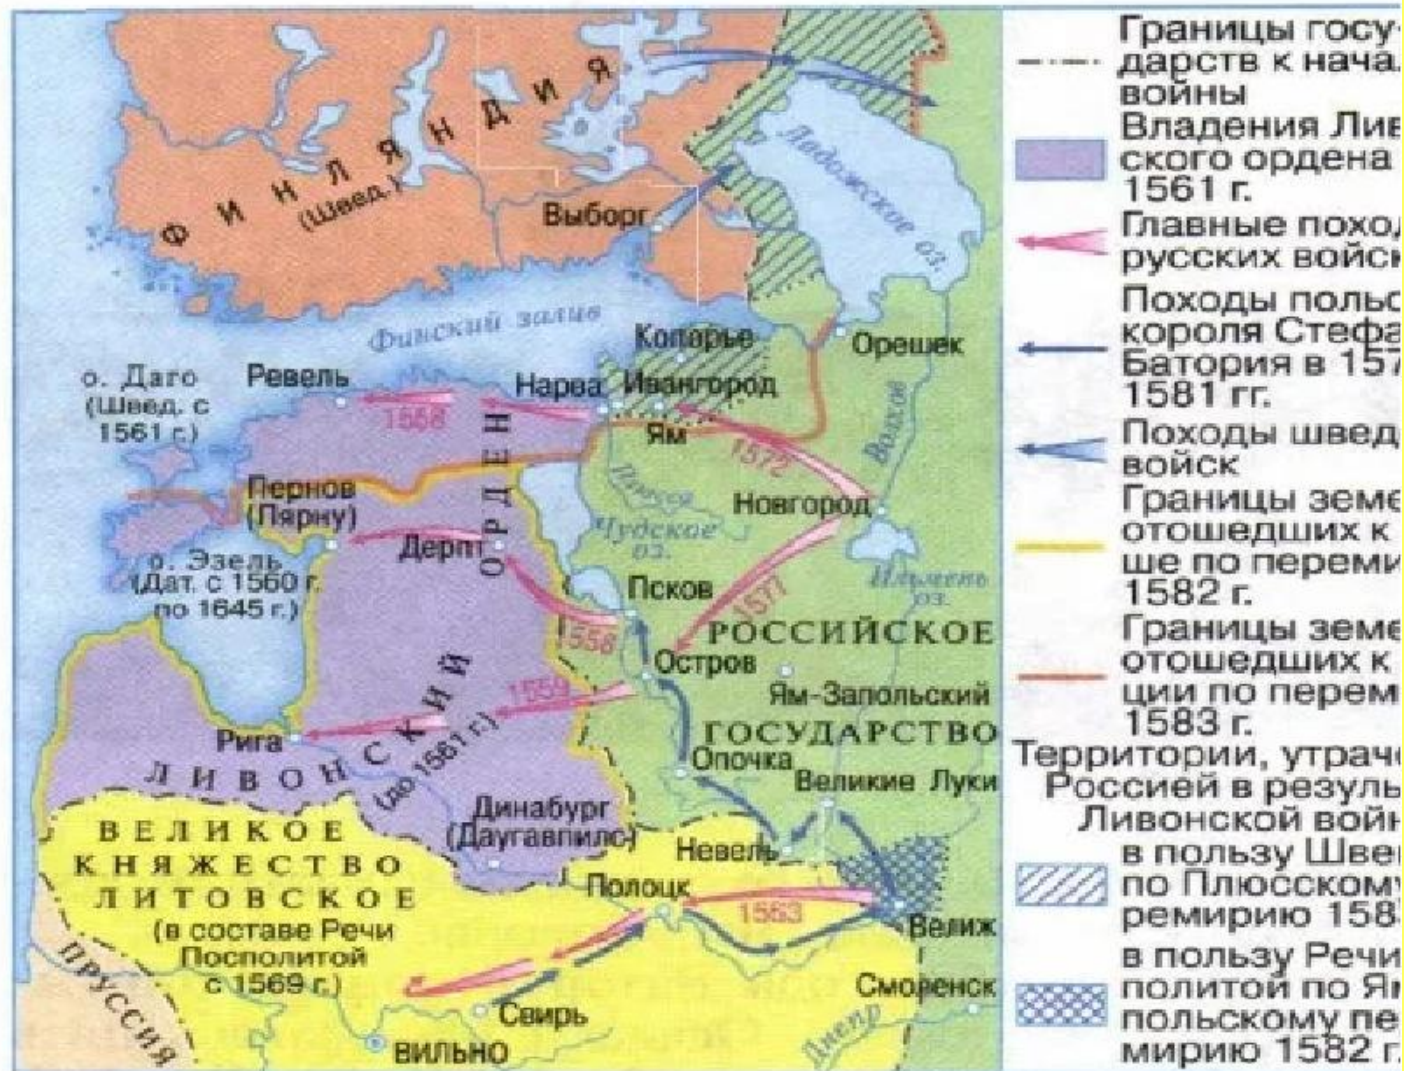 ФИНЛЯНДИЯ
(Швед.)
Выборг
Ладожское оз.
Финский залив
Копорье
Орешек
о. Даго
(Швед. с
1561 г.)
Ревель
Нарва
Ивангород
1558
Ям
1572
Волхов
Пернов
(Пярну)
Новгород
Чудское
оз.
Дерпт
о. Эзель
(Дат. с 1560 г.
по 1645 г.)
Псков
Ильмень
оз.
1577
1558
РОССИЙСКОЕ
Остров
1559
Ям-Запольский
ГОСУДАРСТВО
Рига
Опочка
Великие Луки
ЛИВОНСКИЙ
ОРДЕН
(до 1561 г.)
Динабург
(Даугавпилс)
ВЕЛИКОЕ
КНЯЖЕСТВО
ЛИТОВСКОЕ
(в составе Речи
Посполитой
с 1569 г.)
Невель
Полоцк
1563
Велиж
Смоленск
ПРУССИЯ
Свирь
ВИЛЬНО
Днепр
Границы госу-
дарств к нача
войны
Владения Лив
ского ордена
1561 г.
Главные поход
русских войск
Походы польс
короля Стефа
Батория в 157
1581 гг.
Походы швед
войск
Границы земе
отошедших к
ше по переми
1582 г.
Границы земе
отошедших к
ции по перем
1583 г.
Территории, утраче
Россией в резуль
Ливонской войн
в пользу Шве
по Плюсскому
ремирию 158
в пользу Речи
политой по Ям
польскому пе
мирию 1582 г.